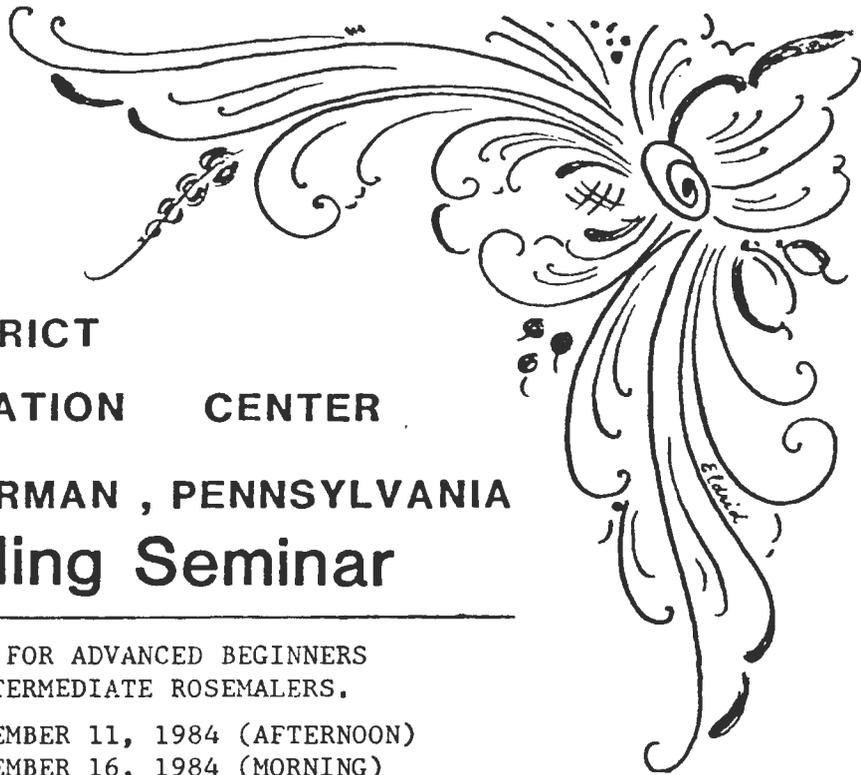 RICT
ATION CENTER
RMAN , PENNSYLVANIA
ling Seminar
FOR ADVANCED BEGINNERS
TERMEDIATE ROSEMALERS.
EMBER 11, 1984 (AFTERNOON)
EMBER 16, 1984 (MORNING)